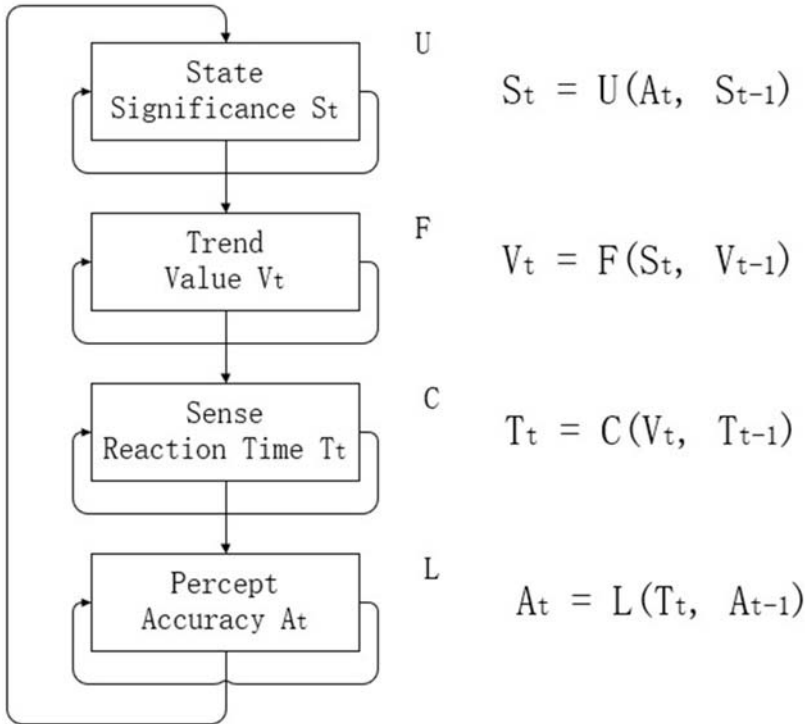 State
Significance St
U
St = U(At, St-1)
Trend
Value Vt
F
Vt = F(St, Vt-1)
Sense
Reaction Time Tt
C
Tt = C(Vt, Tt-1)
Percept
Accuracy At
L
At = L(Tt, At-1)